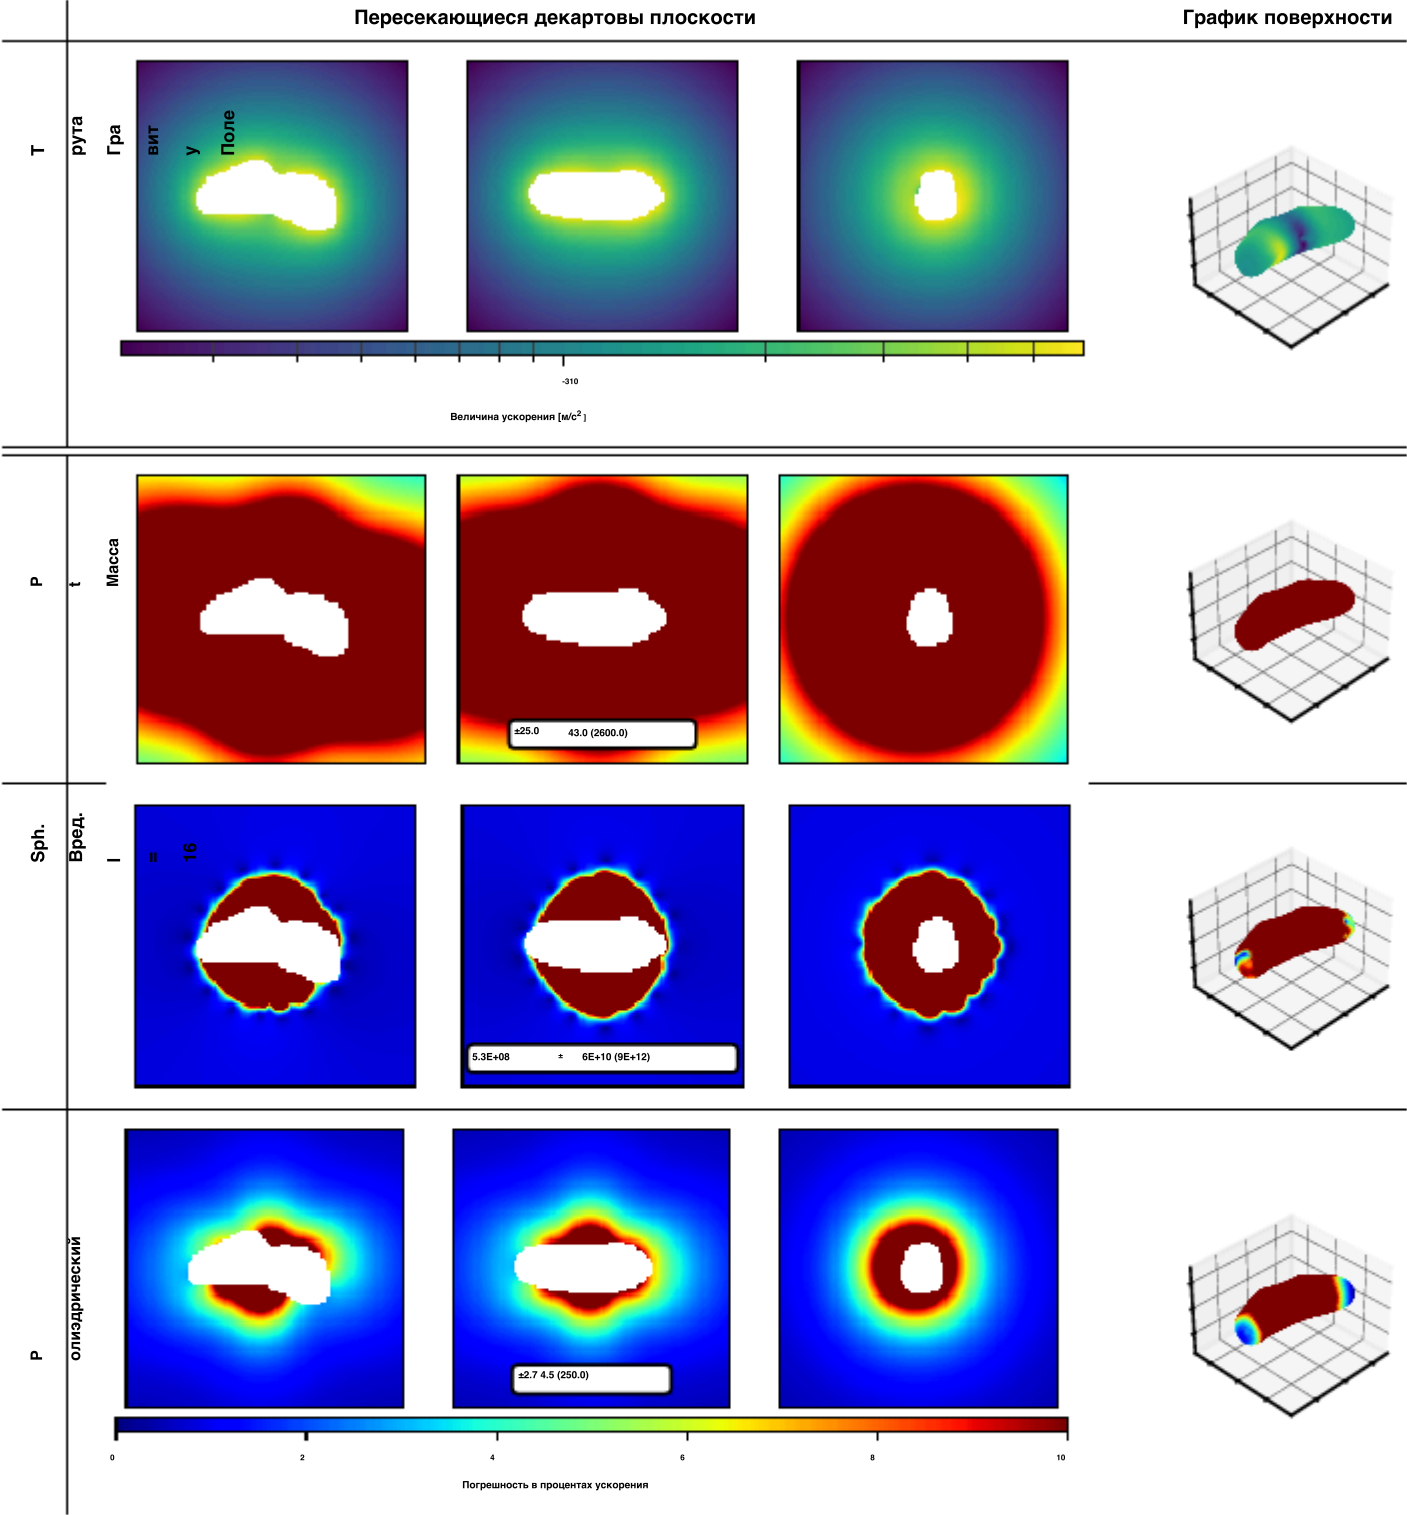 Пересекающиеся декартовы плоскости
График поверхности
Т
рута
Гра
вит
у
Поле
-310
Величина ускорения [м/с² ]
Р
t
Масса
±25.0 43.0 (2600.0)
Sph.
Вред.
l
=
16
5.3E+08 ± 6E+10 (9E+12)
Р
олиэдрический
±2.7 4.5 (250.0)
0 2 4 6 8 10
Погрешность в процентах ускорения